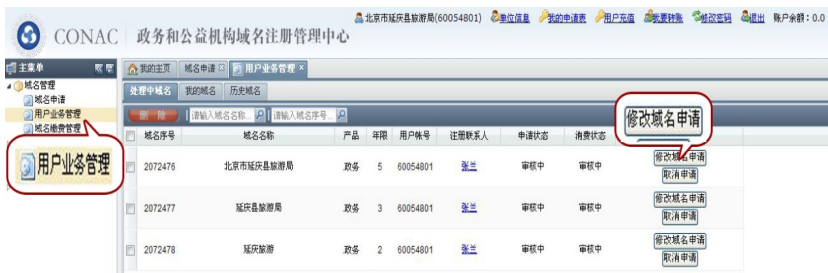 北京市延庆县旅游局(60054801) 单位信息 我的申请表 用户充值 我要转账 修改密码 退出 账户余额：0.0
CONAC 政务和公益机构域名注册管理中心
主菜单
我的主页 域名申请 用户业务管理
域名管理
域名申请
用户业务管理
域名缴费管理
用户业务管理
处理中域名 我的域名 历史域名
删 除 请输入域名名称... 请输入域名序号...
修改域名申请
域名序号 域名名称 产品 年限 用户帐号 注册联系人 申请状态 消费状态
2072476 北京市延庆县旅游局 政务 5 60054801 张兰 审核中 审核中 修改域名申请
取消申请
2072477 延庆县旅游局 政务 3 60054801 张兰 审核中 审核中 修改域名申请
取消申请
2072478 延庆旅游 政务 2 60054801 张兰 审核中 审核中 修改域名申请
取消申请